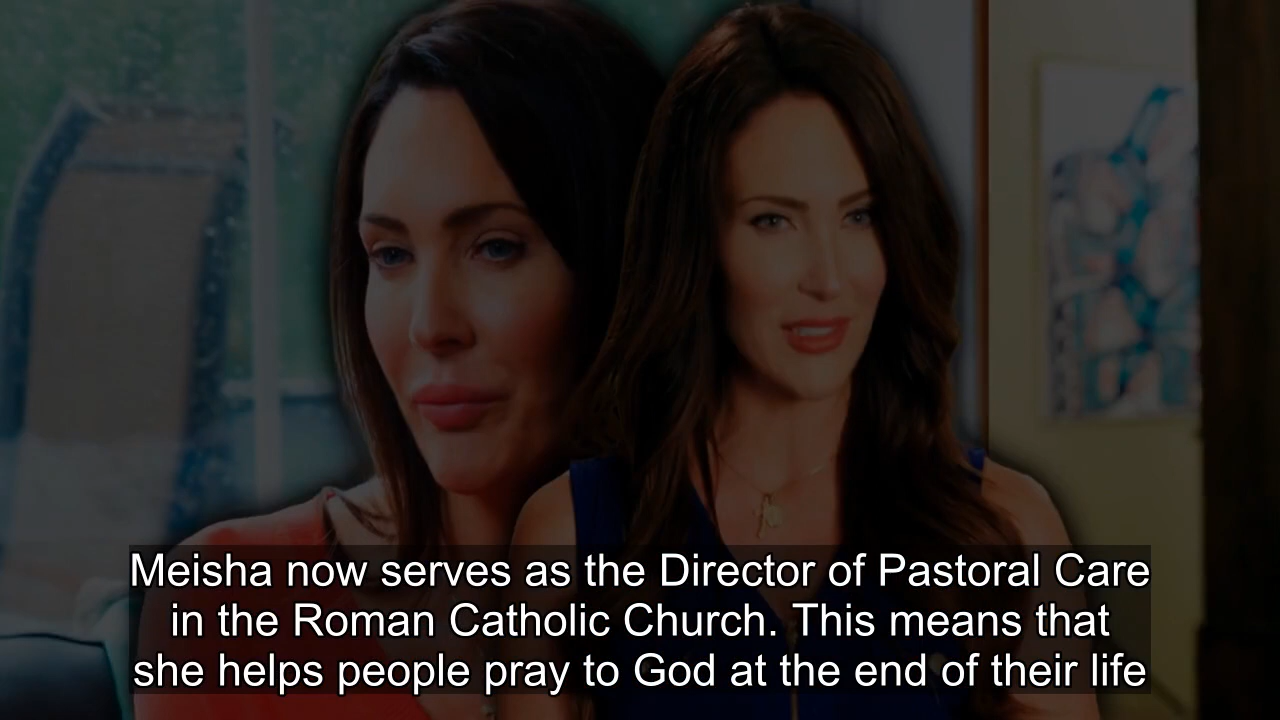 Meisha now serves as the Director of Pastoral Care
in the Roman Catholic Church. This means that
she helps people pray to God at the end of their life